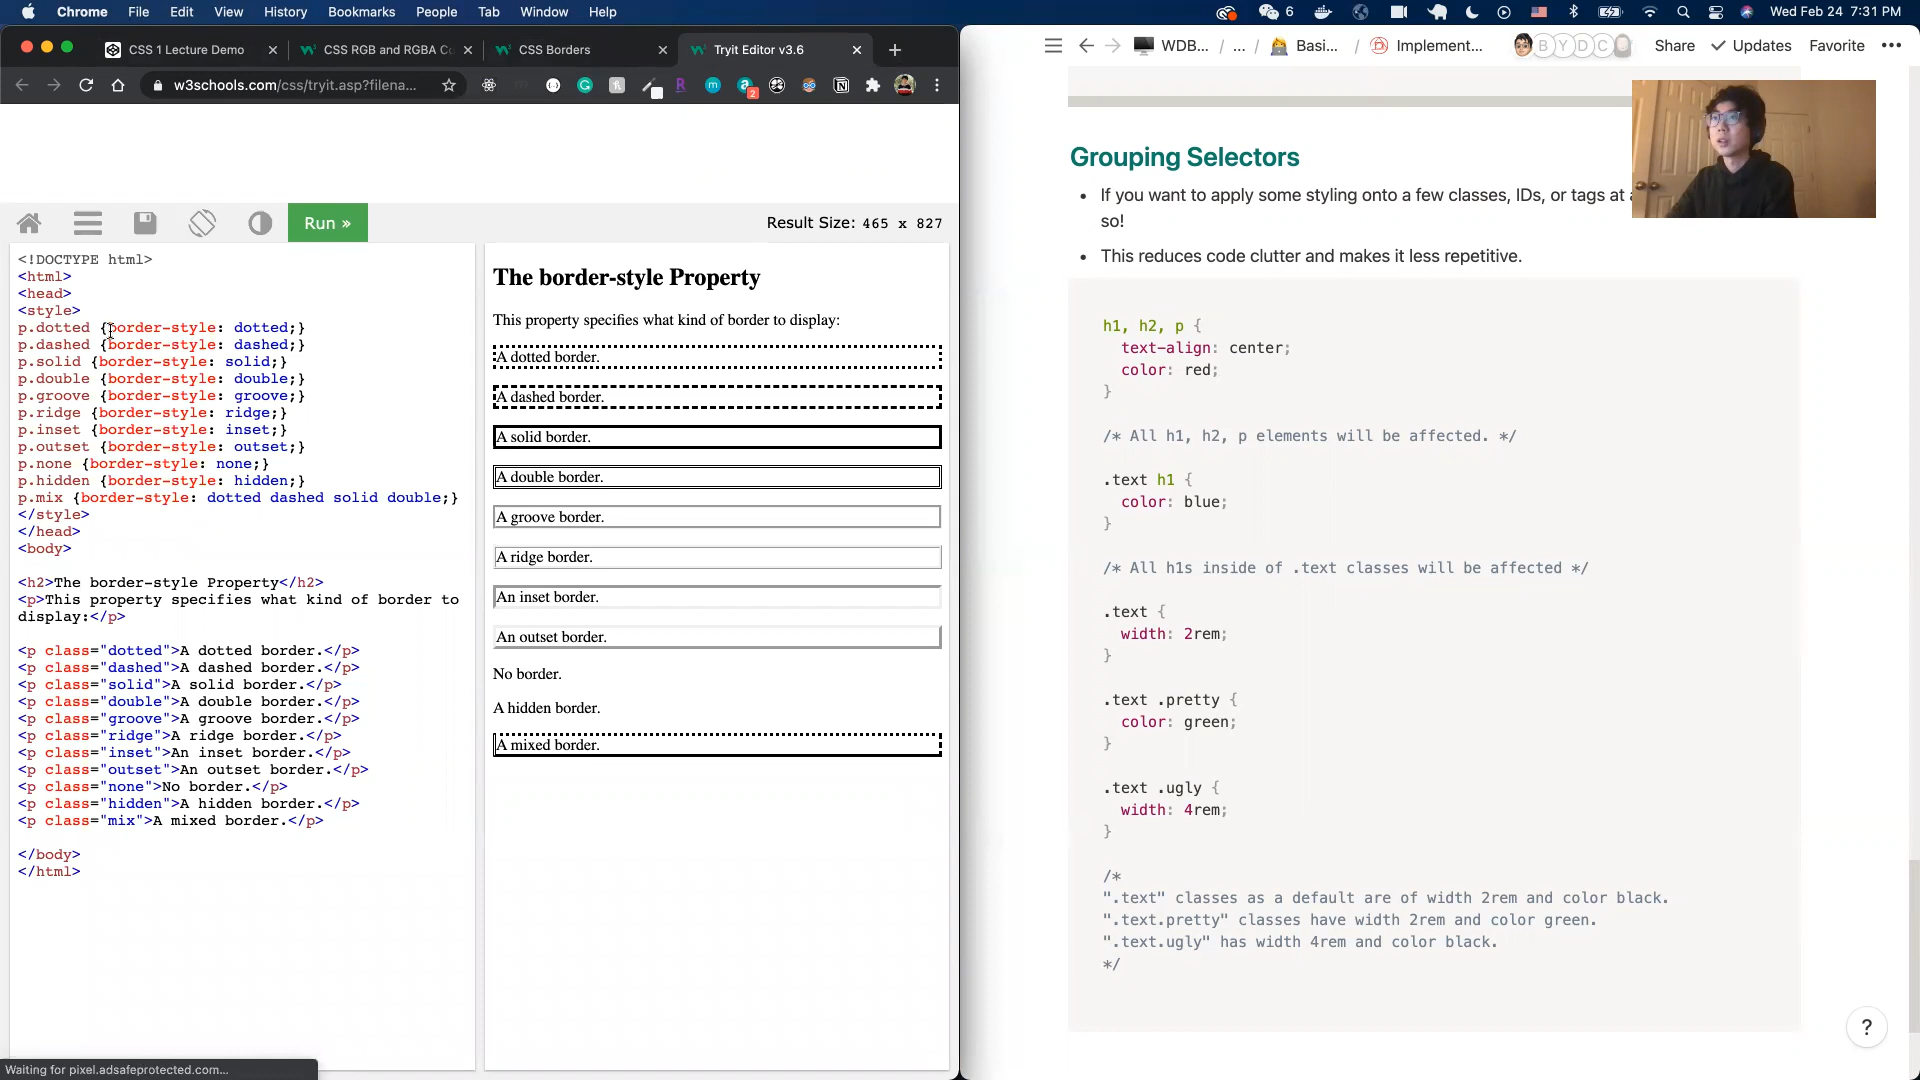 Chrome File Edit View History Bookmarks People Tab Window Help
6
Wed Feb 24 7:31 PM
CSS 1 Lecture Demo
CSS RGB and RGBA Co
CSS Borders
Tryit Editor v3.6
w3schools.com/css/tryit.asp?filena...
2
Run »
Result Size: 465 x 827
<!DOCTYPE html>
<html>
<head>
<style>
p.dotted {border-style: dotted;}
p.dashed {border-style: dashed;}
p.solid {border-style: solid;}
p.double {border-style: double;}
p.groove {border-style: groove;}
p.ridge {border-style: ridge;}
p.inset {border-style: inset;}
p.outset {border-style: outset;}
p.none {border-style: none;}
p.hidden {border-style: hidden;}
p.mix {border-style: dotted dashed solid double;}
</style>
</head>
<body>
<h2>The border-style Property</h2>
<p>This property specifies what kind of border to
display:</p>
<p class="dotted">A dotted border.</p>
<p class="dashed">A dashed border.</p>
<p class="solid">A solid border.</p>
<p class="double">A double border.</p>
<p class="groove">A groove border.</p>
<p class="ridge">A ridge border.</p>
<p class="inset">An inset border.</p>
<p class="outset">An outset border.</p>
<p class="none">No border.</p>
<p class="hidden">A hidden border.</p>
<p class="mix">A mixed border.</p>
</body>
</html>
Waiting for pixel.adsafeprotected.com...
The border-style Property
This property specifies what kind of border to display:
A dotted border.
A dashed border.
A solid border.
A double border.
A groove border.
A ridge border.
An inset border.
An outset border.
No border.
A hidden border.
A mixed border.
WDB... / ... / Basi... / Implement...
B Y D C
Share Updates Favorite
Grouping Selectors
If you want to apply some styling onto a few classes, IDs, or tags at
so!
This reduces code clutter and makes it less repetitive.
h1, h2, p {
text-align: center;
color: red;
}
/* All h1, h2, p elements will be affected. */
.text h1 {
color: blue;
}
/* All h1s inside of .text classes will be affected */
.text {
width: 2rem;
}
.text .pretty {
color: green;
}
.text .ugly {
width: 4rem;
}
/*
".text" classes as a default are of width 2rem and color black.
".text.pretty" classes have width 2rem and color green.
".text.ugly" has width 4rem and color black.
*/
?